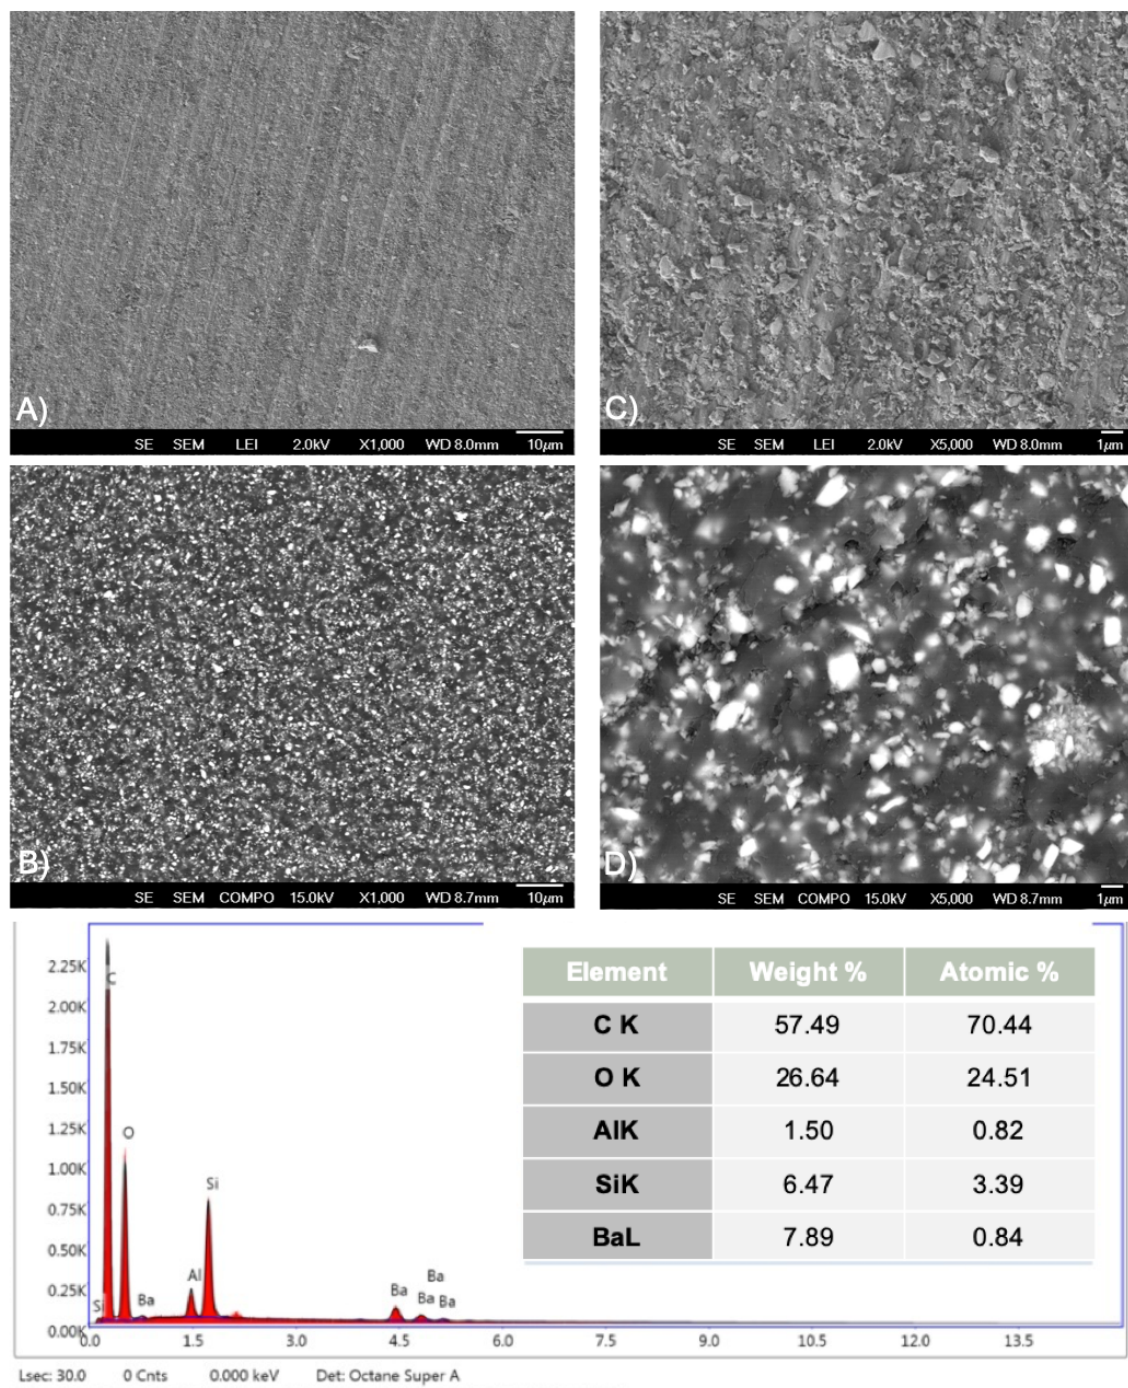 A)
SE SEM LEI 2.0kV X1,000 WD 8.0mm 10µm
C)
SE SEM LEI 2.0kV X5,000 WD 8.0mm 1µm
B)
SE SEM COMPO 15.0kV X1,000 WD 8.7mm 10µm
D)
SE SEM COMPO 15.0kV X5,000 WD 8.7mm 1µm
2.25K
2.00K
1.75K
1.50K
1.25K
1.00K
0.75K
0.50K
0.25K
0.00K
C
O
Si
Al
Si
Ba
Ba
Ba
Ba
Ba
0.0 1.5 3.0 4.5 6.0 7.5 9.0 10.5 12.0 13.5
Lsec: 30.0 0 Cnts 0.000 keV Det: Octane Super A
Element Weight % Atomic %
C K 57.49 70.44
O K 26.64 24.51
AlK 1.50 0.82
SiK 6.47 3.39
BaL 7.89 0.84